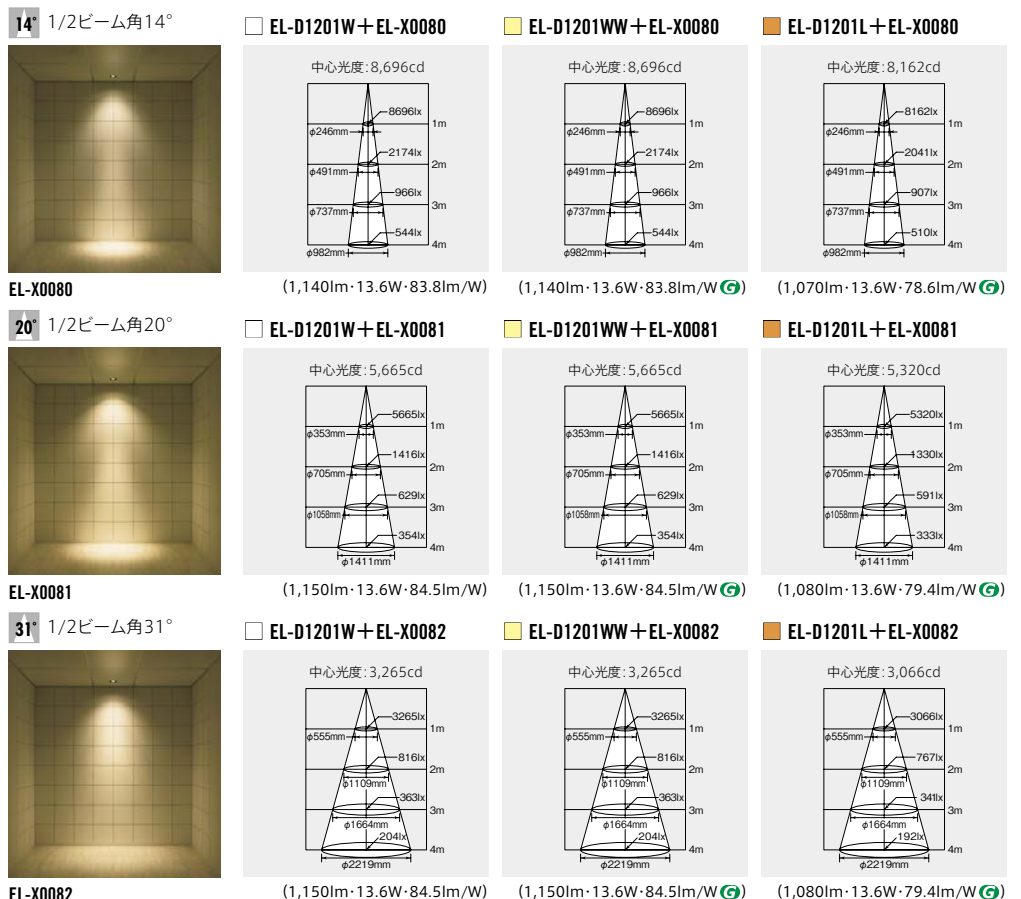 14° 1/2ビーム角14°
EL-X0080
EL-D1201W＋EL-X0080
中心光度:8,696cd
8696lx
1m
φ246mm
2174lx
2m
φ491mm
966lx
3m
φ737mm
544lx
4m
φ982mm
(1,140lm·13.6W·83.8lm/W)
EL-D1201WW＋EL-X0080
中心光度:8,696cd
8696lx
1m
φ246mm
2174lx
2m
φ491mm
966lx
3m
φ737mm
544lx
4m
φ982mm
(1,140lm·13.6W·83.8lm/W G)
EL-D1201L＋EL-X0080
中心光度:8,162cd
8162lx
1m
φ246mm
2041lx
2m
φ491mm
907lx
3m
φ737mm
510lx
4m
φ982mm
(1,070lm·13.6W·78.6lm/W G)
20° 1/2ビーム角20°
EL-X0081
EL-D1201W＋EL-X0081
中心光度:5,665cd
5665lx
1m
φ353mm
1416lx
2m
φ705mm
629lx
3m
φ1058mm
354lx
4m
φ1411mm
(1,150lm·13.6W·84.5lm/W)
EL-D1201WW＋EL-X0081
中心光度:5,665cd
5665lx
1m
φ353mm
1416lx
2m
φ705mm
629lx
3m
φ1058mm
354lx
4m
φ1411mm
(1,150lm·13.6W·84.5lm/W G)
EL-D1201L＋EL-X0081
中心光度:5,320cd
5320lx
1m
φ353mm
1330lx
2m
φ705mm
591lx
3m
φ1058mm
333lx
4m
φ1411mm
(1,080lm·13.6W·79.4lm/W G)
31° 1/2ビーム角31°
EL-X0082
EL-D1201W＋EL-X0082
中心光度:3,265cd
3265lx
1m
φ555mm
816lx
2m
φ1109mm
363lx
3m
φ1664mm
204lx
4m
φ2219mm
(1,150lm·13.6W·84.5lm/W)
EL-D1201WW＋EL-X0082
中心光度:3,265cd
3265lx
1m
φ555mm
816lx
2m
φ1109mm
363lx
3m
φ1664mm
204lx
4m
φ2219mm
(1,150lm·13.6W·84.5lm/W G)
EL-D1201L＋EL-X0082
中心光度:3,066cd
3066lx
1m
φ555mm
767lx
2m
φ1109mm
341lx
3m
φ1664mm
192lx
4m
φ2219mm
(1,080lm·13.6W·79.4lm/W G)